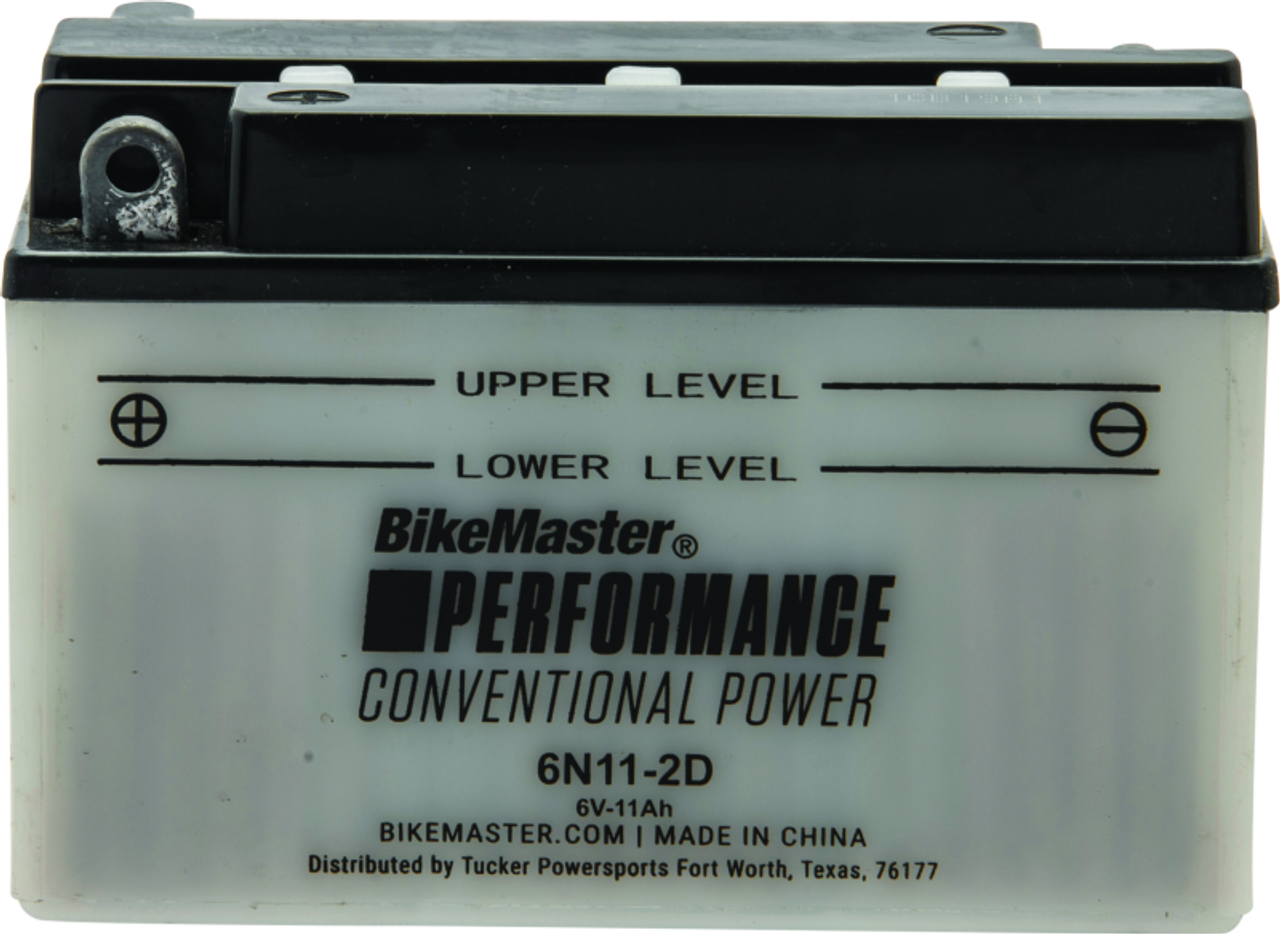 UPPER LEVEL
LOWER LEVEL
BikeMaster®
PERFORMANCE
CONVENTIONAL POWER
6N11-2D
6V-11Ah
BIKEMASTER.COM | MADE IN CHINA
Distributed by Tucker Powersports Fort Worth, Texas, 76177